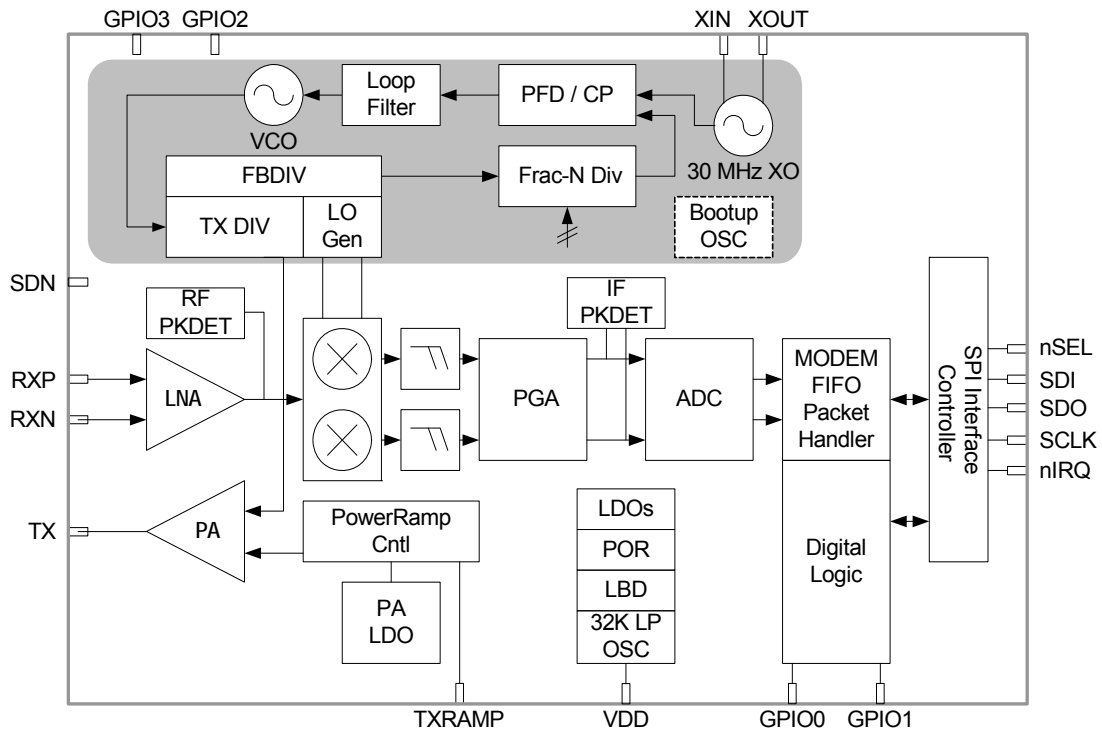 GPIO3 GPIO2
XIN XOUT
Loop
Filter
PFD / CP
VCO
30 MHz XO
FBDIV
Frac-N Div
TX DIV
LO
Gen
Bootup
OSC
SDN
RF
PKDET
IF
PKDET
RXP
RXN
LNA
PGA
ADC
MODEM
FIFO
Packet
Handler
SPI Interface
Controller
nSEL
SDI
SDO
SCLK
nIRQ
TX
PA
PowerRamp
Cntl
PA
LDO
LDOs
POR
LBD
32K LP
OSC
Digital
Logic
TXRAMP
VDD
GPIO0
GPIO1